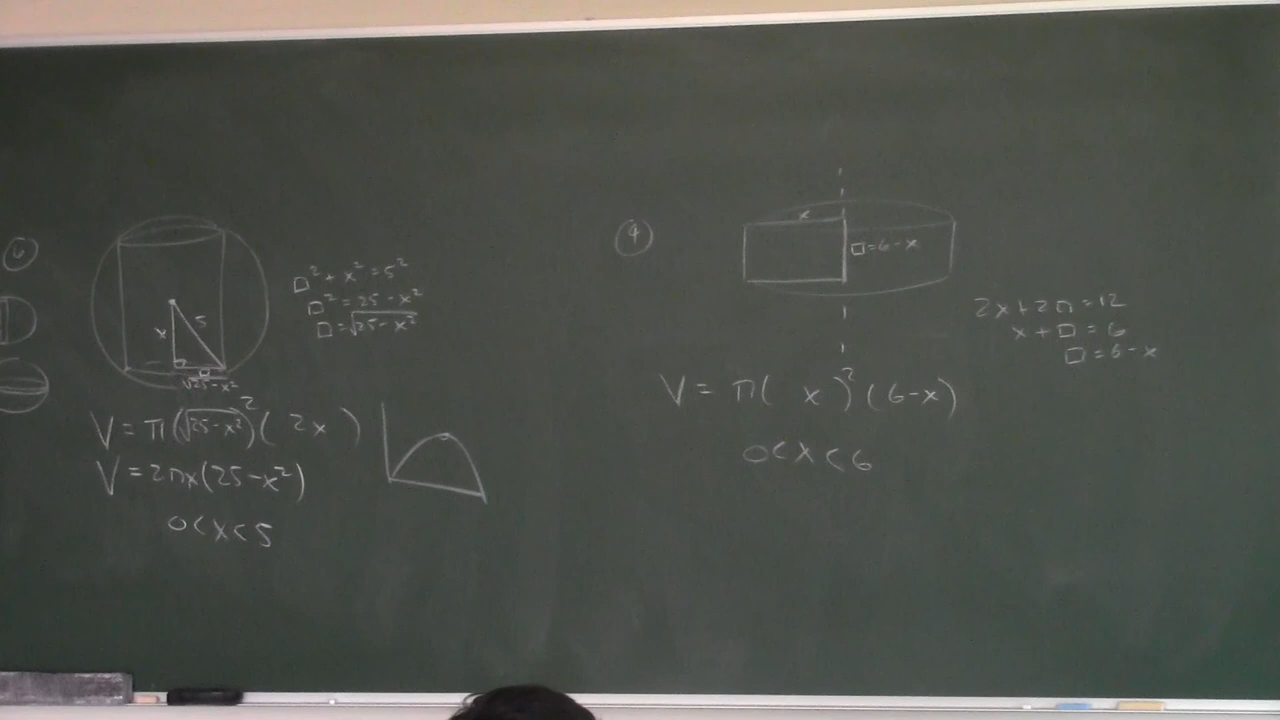 6
x
5
□
√25-x²
□² + x² = 5²
□² = 25 - x²
□ = √25-x²
V = π(√25-x²)²( 2x )
V = 2πx(25-x²)
0 < x < 5
9
x
□=6-x
2x+2□=12
x+□=6
□=6-x
V = π( x )²(6-x)
0 < x < 6